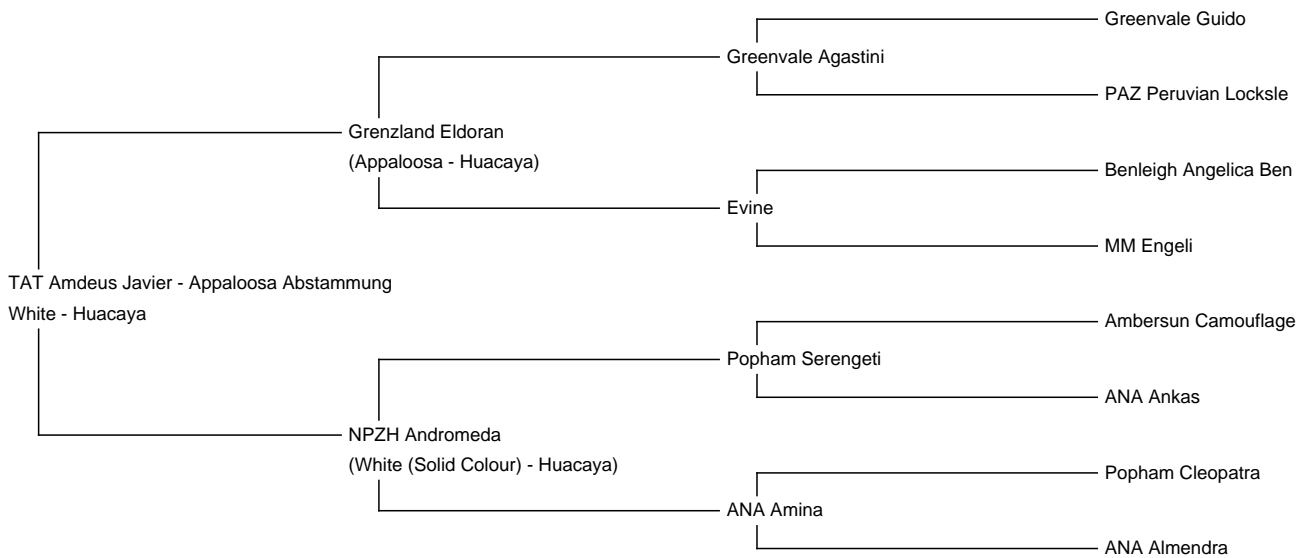 Greenvale Guido
Greenvale Agastini
PAZ Peruvian Locksle
Grenzland Eldoran
(Appaloosa - Huacaya)
Benleigh Angelica Ben
Evine
MM Engeli
TAT Amdeus Javier - Appaloosa Abstammung
White - Huacaya
Ambersun Camouflage
Popham Serengeti
ANA Ankas
NPZH Andromeda
(White (Solid Colour) - Huacaya)
Popham Cleopatra
ANA Amina
ANA Almendra